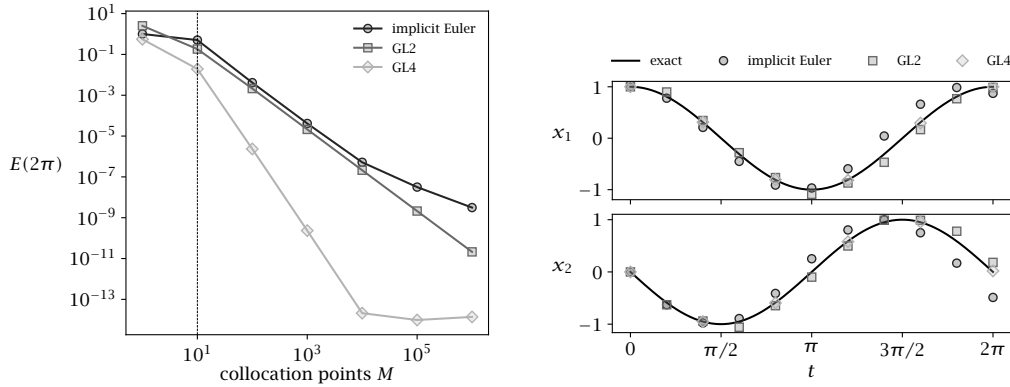 10^1
10^-1
10^-3
10^-5
10^-7
10^-9
10^-11
10^-13
E(2π)
implicit Euler
GL2
GL4
10^1 10^3 10^5
collocation points M
exact implicit Euler GL2 GL4
1
0
−1
x_1
1
0
−1
x_2
0 π/2 π 3π/2 2π
t